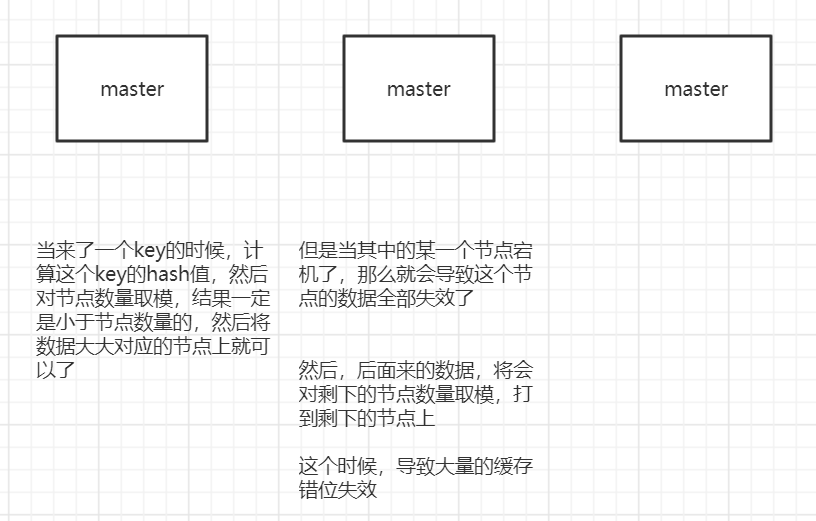 master
master
master
当来了一个key的时候，计
算这个key的hash值，然后
对节点数量取模，结果一定
是小于节点数量的，然后将
数据大大对应的节点上就可
以了
但是当其中的某一个节点宕
机了，那么就会导致这个节
点的数据全部失效了
然后，后面来的数据，将会
对剩下的节点数量取模，打
到剩下的节点上
这个时候，导致大量的缓存
错位失效